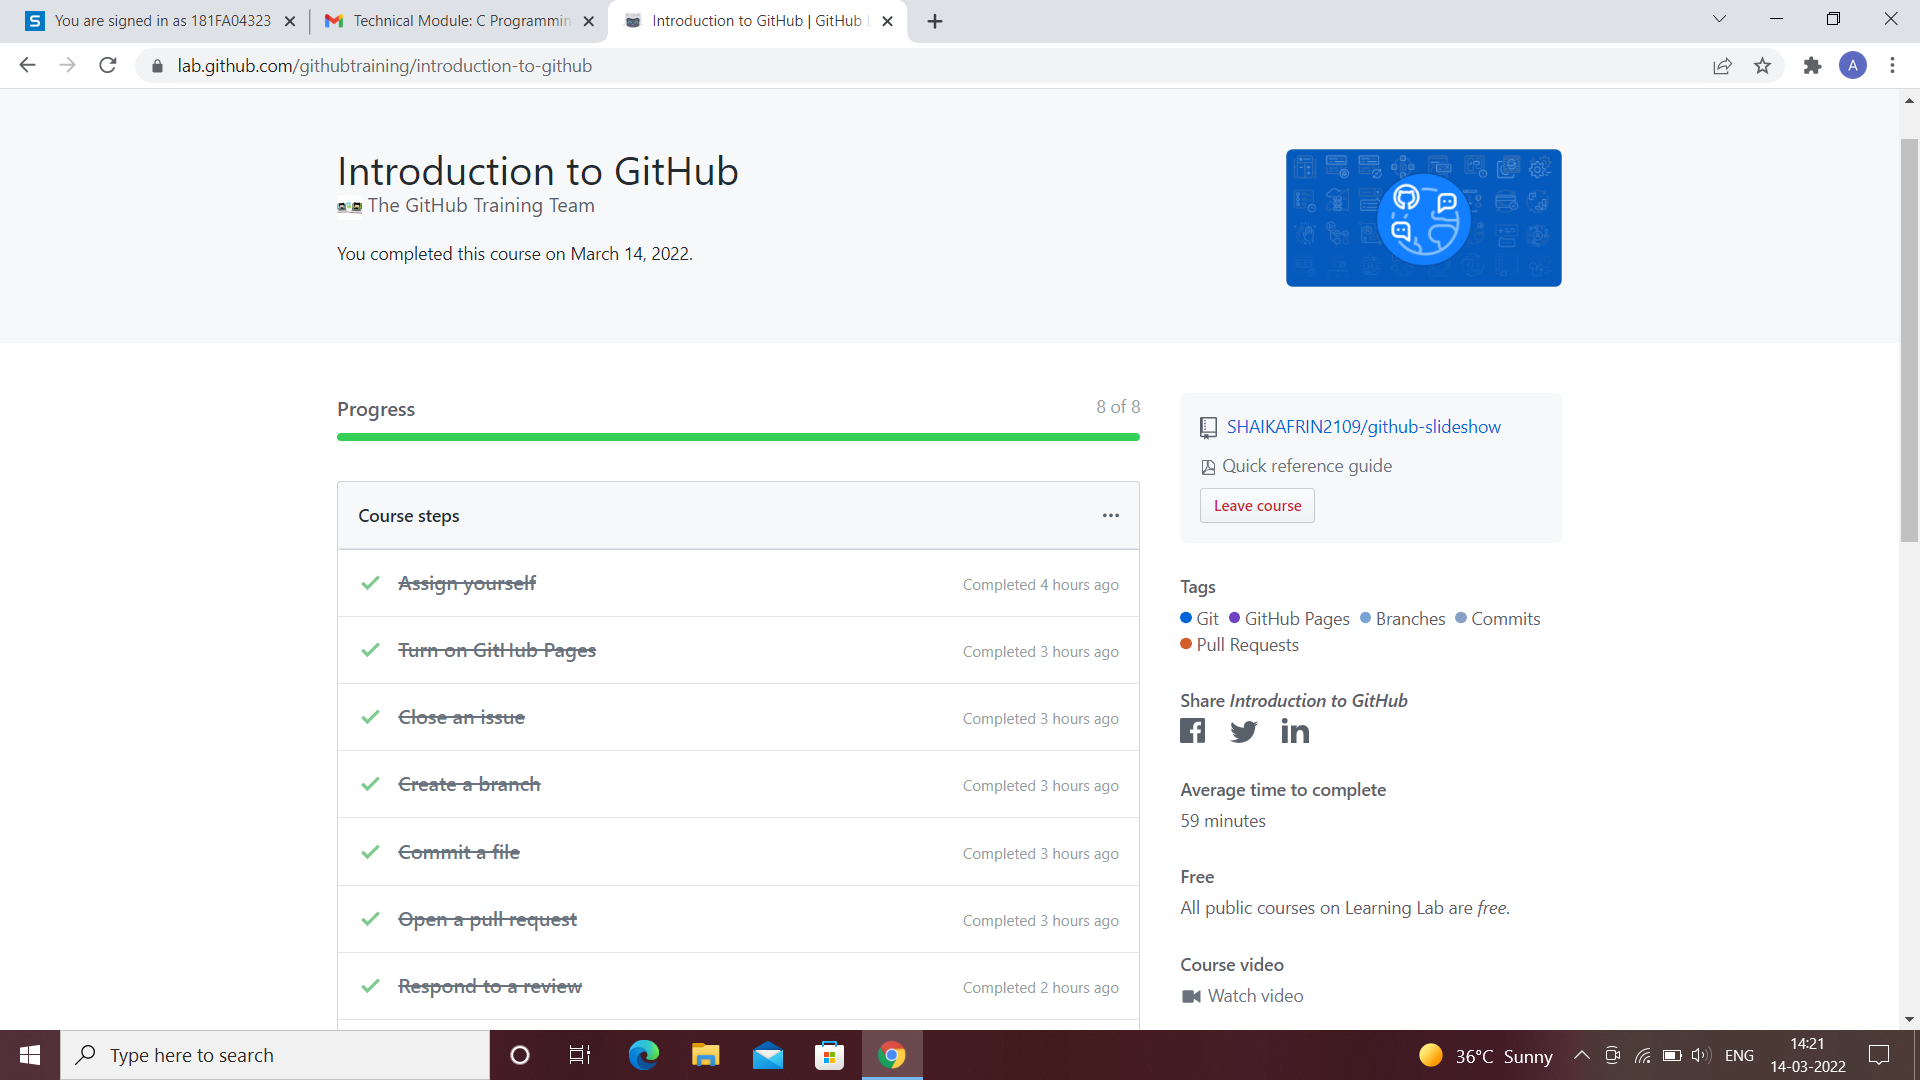 You are signed in as 181FA04323
Technical Module: C Programmin
Introduction to GitHub | GitHub L
lab.github.com/githubtraining/introduction-to-github
A
Introduction to GitHub
The GitHub Training Team
You completed this course on March 14, 2022.
Progress
8 of 8
Course steps
Assign yourself
Completed 4 hours ago
Turn on GitHub Pages
Completed 3 hours ago
Close an issue
Completed 3 hours ago
Create a branch
Completed 3 hours ago
Commit a file
Completed 3 hours ago
Open a pull request
Completed 3 hours ago
Respond to a review
Completed 2 hours ago
SHAIKAFRIN2109/github-slideshow
Quick reference guide
Leave course
Tags
Git GitHub Pages Branches Commits
Pull Requests
Share Introduction to GitHub
Average time to complete
59 minutes
Free
All public courses on Learning Lab are free.
Course video
Watch video
Type here to search
36°C Sunny
ENG
14:21
14-03-2022